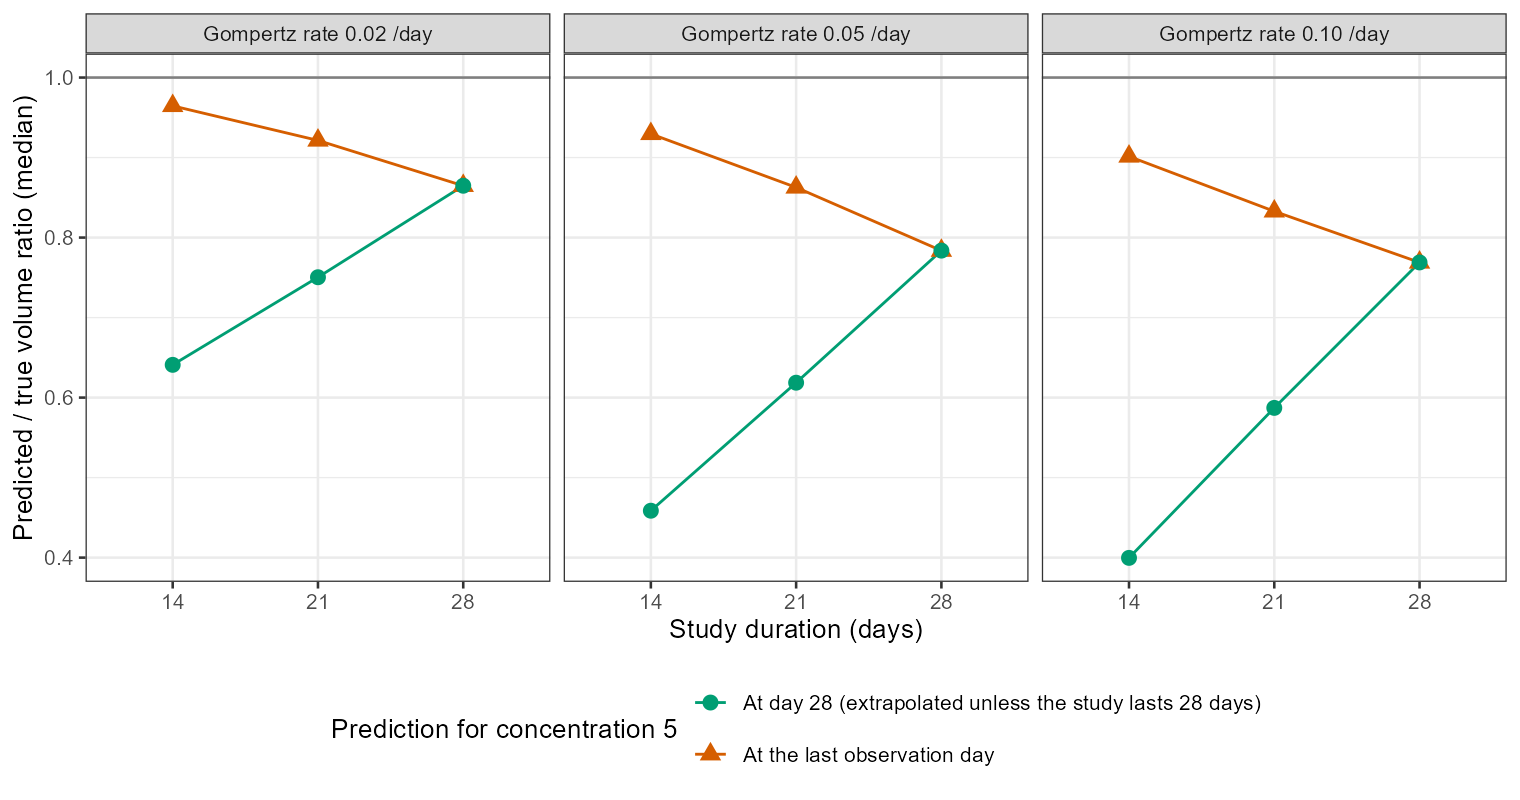 Gompertz rate 0.02 /day
Gompertz rate 0.05 /day
Gompertz rate 0.10 /day
Predicted / true volume ratio (median)
1.0
0.8
0.6
0.4
14 21 28
14 21 28
14 21 28
Study duration (days)
Prediction for concentration 5
At day 28 (extrapolated unless the study lasts 28 days)
At the last observation day